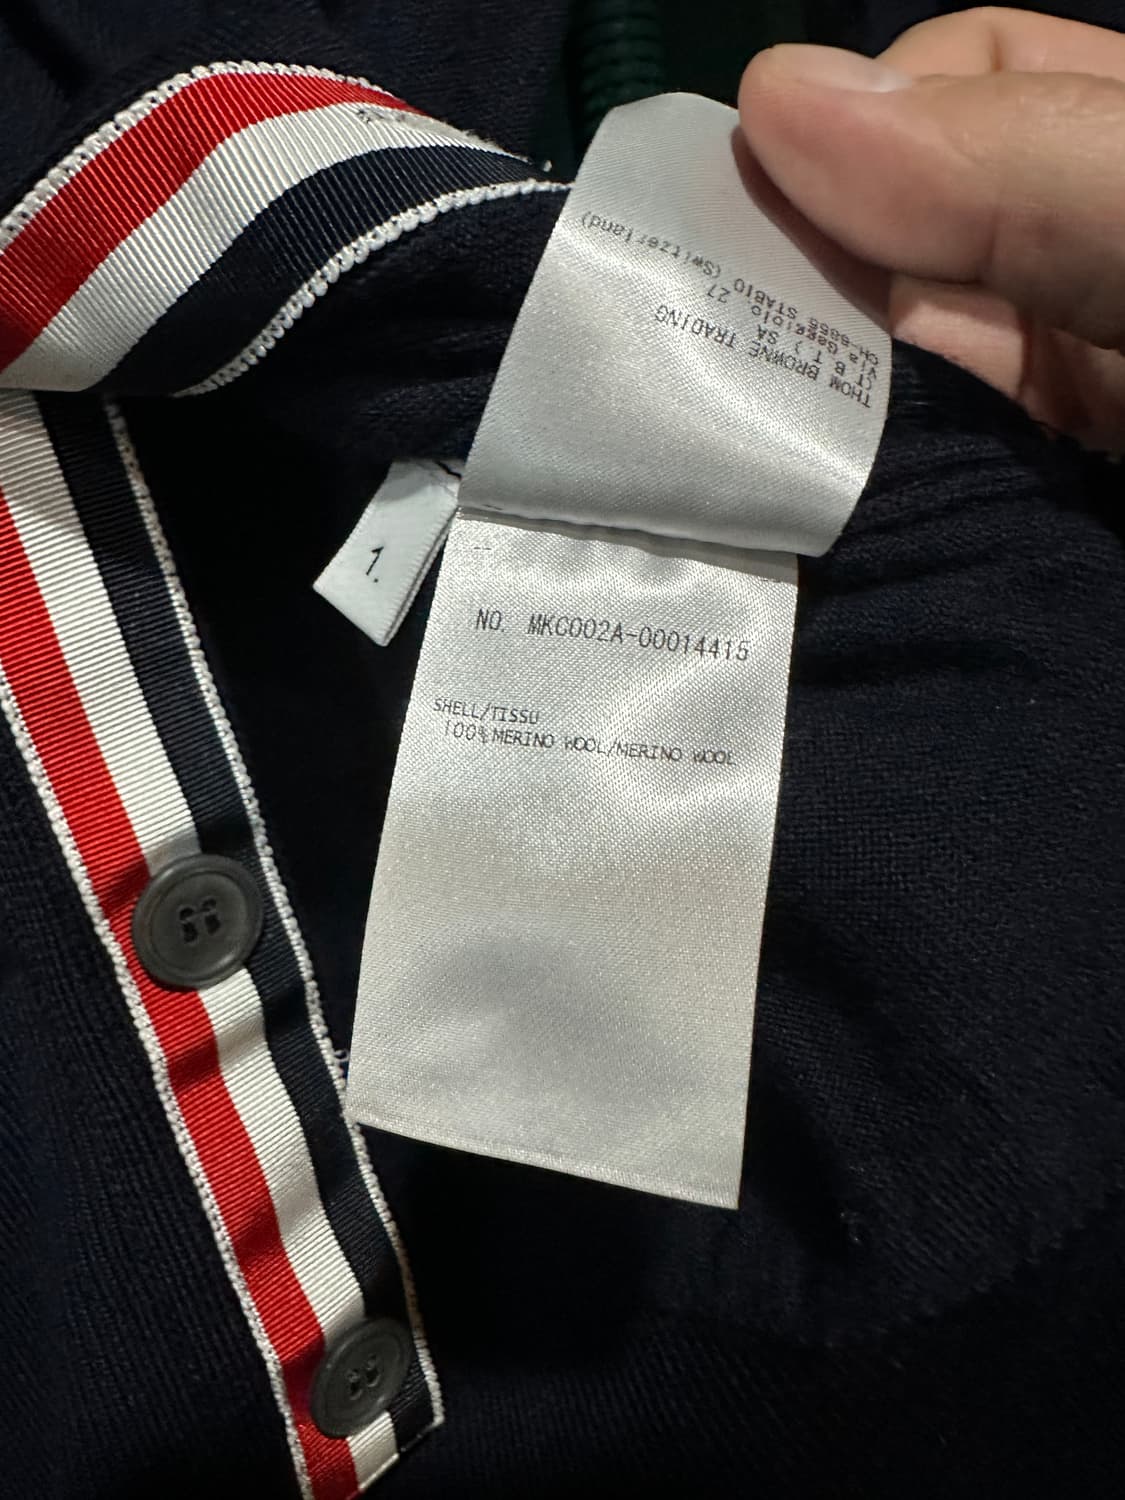 THOM BROWNE TRADING
(T B T ) SA
Via Gaggiolo 27
CH-6855 STABIO (Switzerland)
1.
NO. MKC002A-00014415
SHELL/TISSU
100%MERINO WOOL/MERINO WOOL